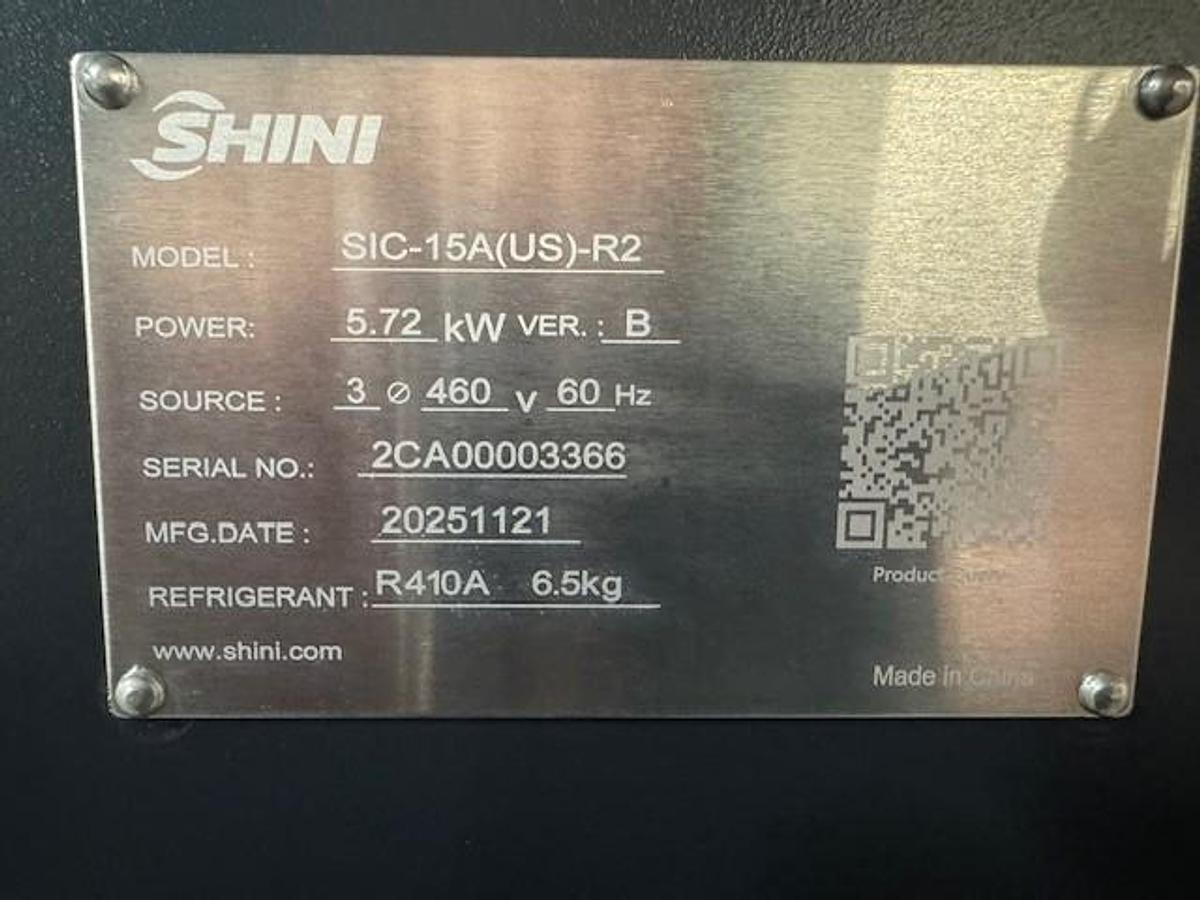 SHINI
MODEL : SIC-15A(US)-R2
POWER: 5.72 kW VER. : B
SOURCE : 3 ∅ 460 V 60 Hz
SERIAL NO.: 2CA00003366
MFG.DATE : 20251121
REFRIGERANT : R410A 6.5kg
www.shini.com
Product
Made in China